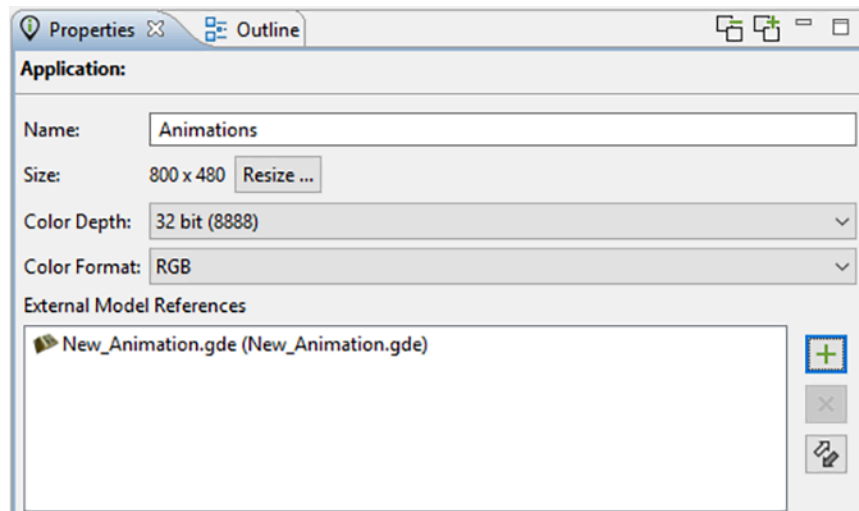 Properties Outline
Application:
Name: Animations
Size: 800 x 480 Resize ...
Color Depth: 32 bit (8888)
Color Format: RGB
External Model References
New_Animation.gde (New_Animation.gde)